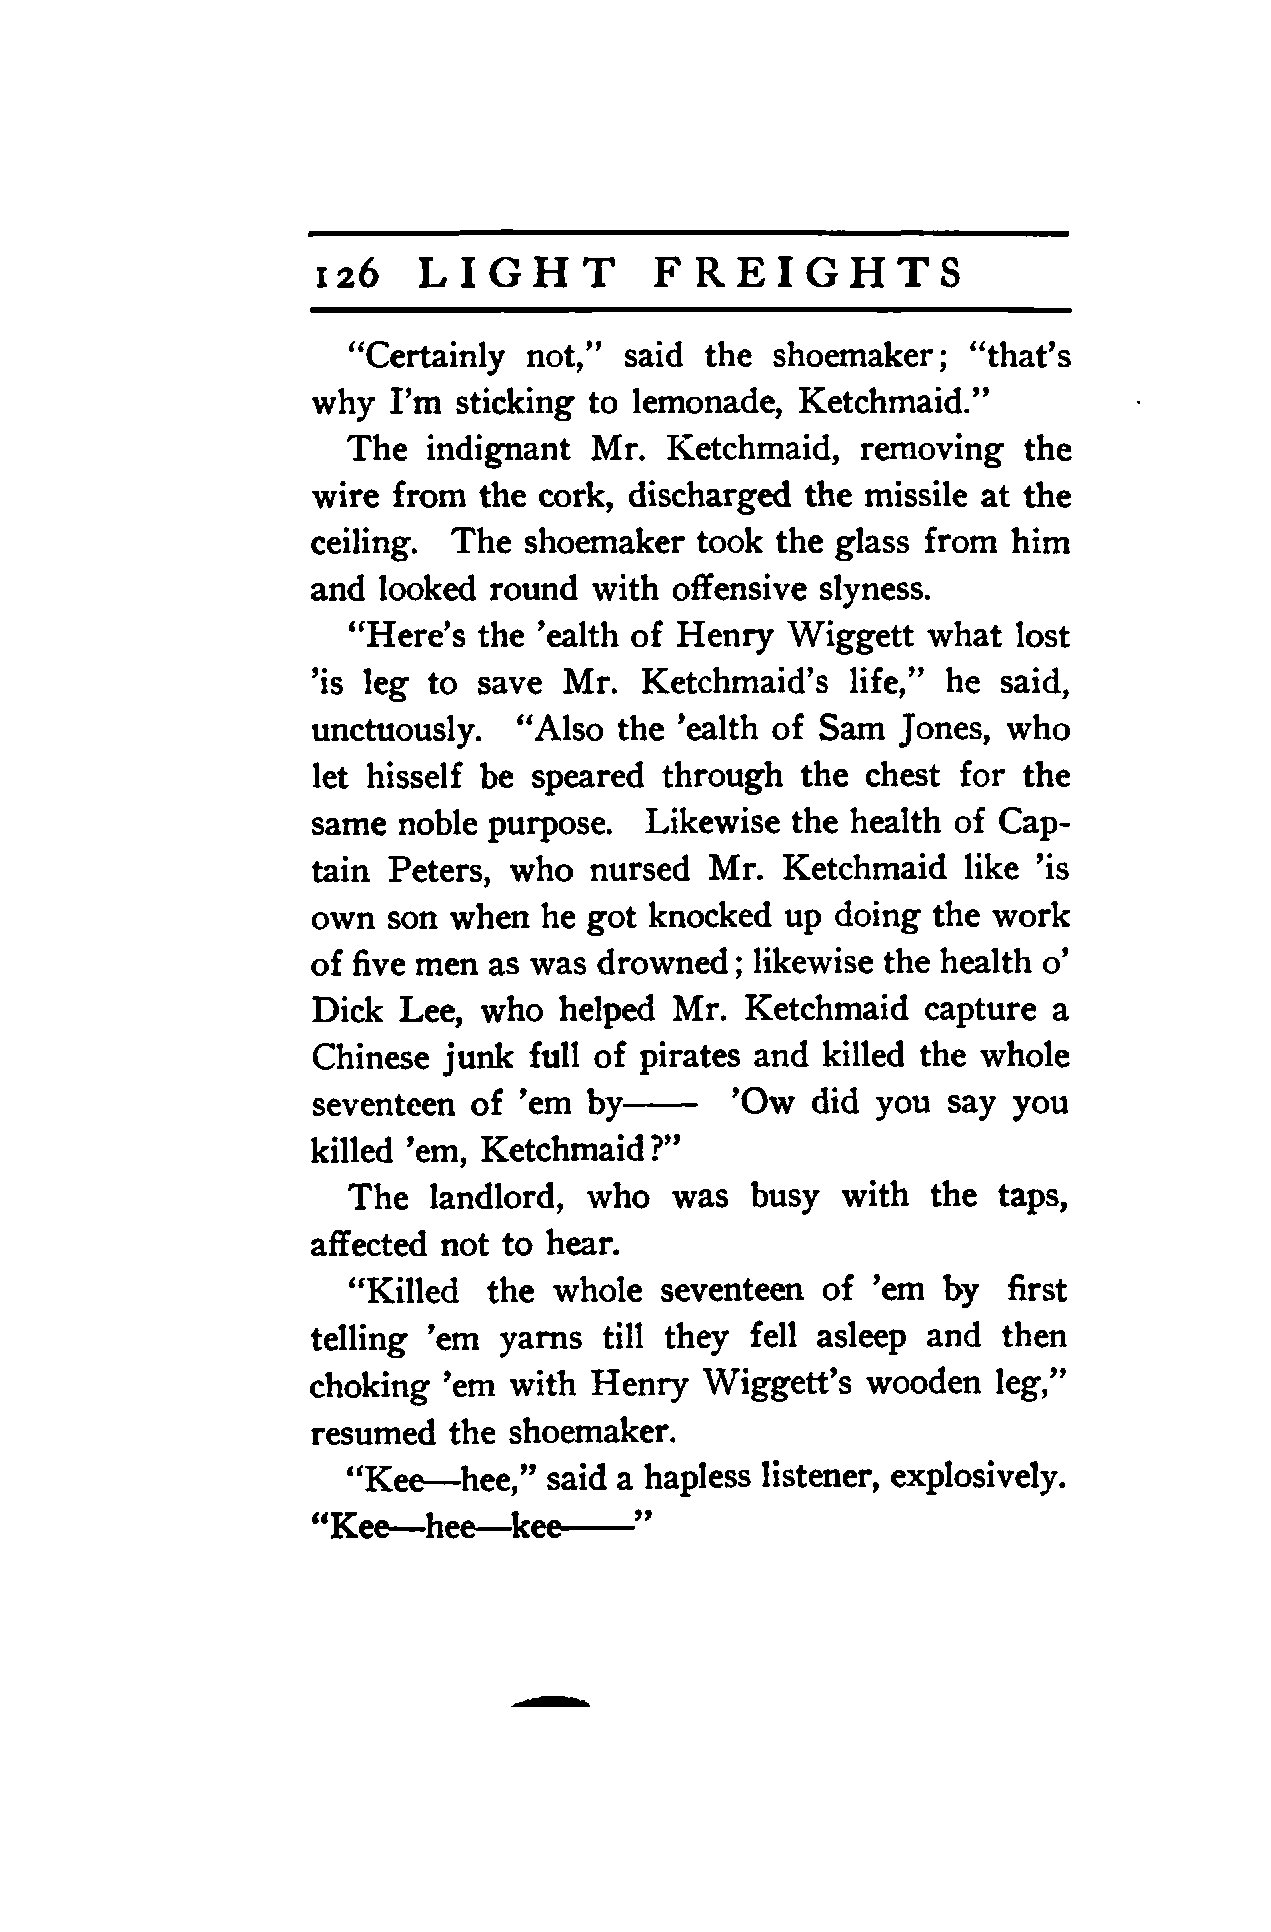 126 LIGHT FREIGHTS
“Certainly not,” said the shoemaker; “that’s
why I’m sticking to lemonade, Ketchmaid.”
The indignant Mr. Ketchmaid, removing the
wire from the cork, discharged the missile at the
ceiling. The shoemaker took the glass from him
and looked round with offensive slyness.
“Here’s the ’ealth of Henry Wiggett what lost
’is leg to save Mr. Ketchmaid’s life,” he said,
unctuously. “Also the ’ealth of Sam Jones, who
let hisself be speared through the chest for the
same noble purpose. Likewise the health of Cap-
tain Peters, who nursed Mr. Ketchmaid like ’is
own son when he got knocked up doing the work
of five men as was drowned; likewise the health o’
Dick Lee, who helped Mr. Ketchmaid capture a
Chinese junk full of pirates and killed the whole
seventeen of ’em by—— ’Ow did you say you
killed ’em, Ketchmaid?”
The landlord, who was busy with the taps,
affected not to hear.
“Killed the whole seventeen of ’em by first
telling ’em yarns till they fell asleep and then
choking ’em with Henry Wiggett’s wooden leg,”
resumed the shoemaker.
“Kee—hee,” said a hapless listener, explosively.
“Kee—hee—kee——”